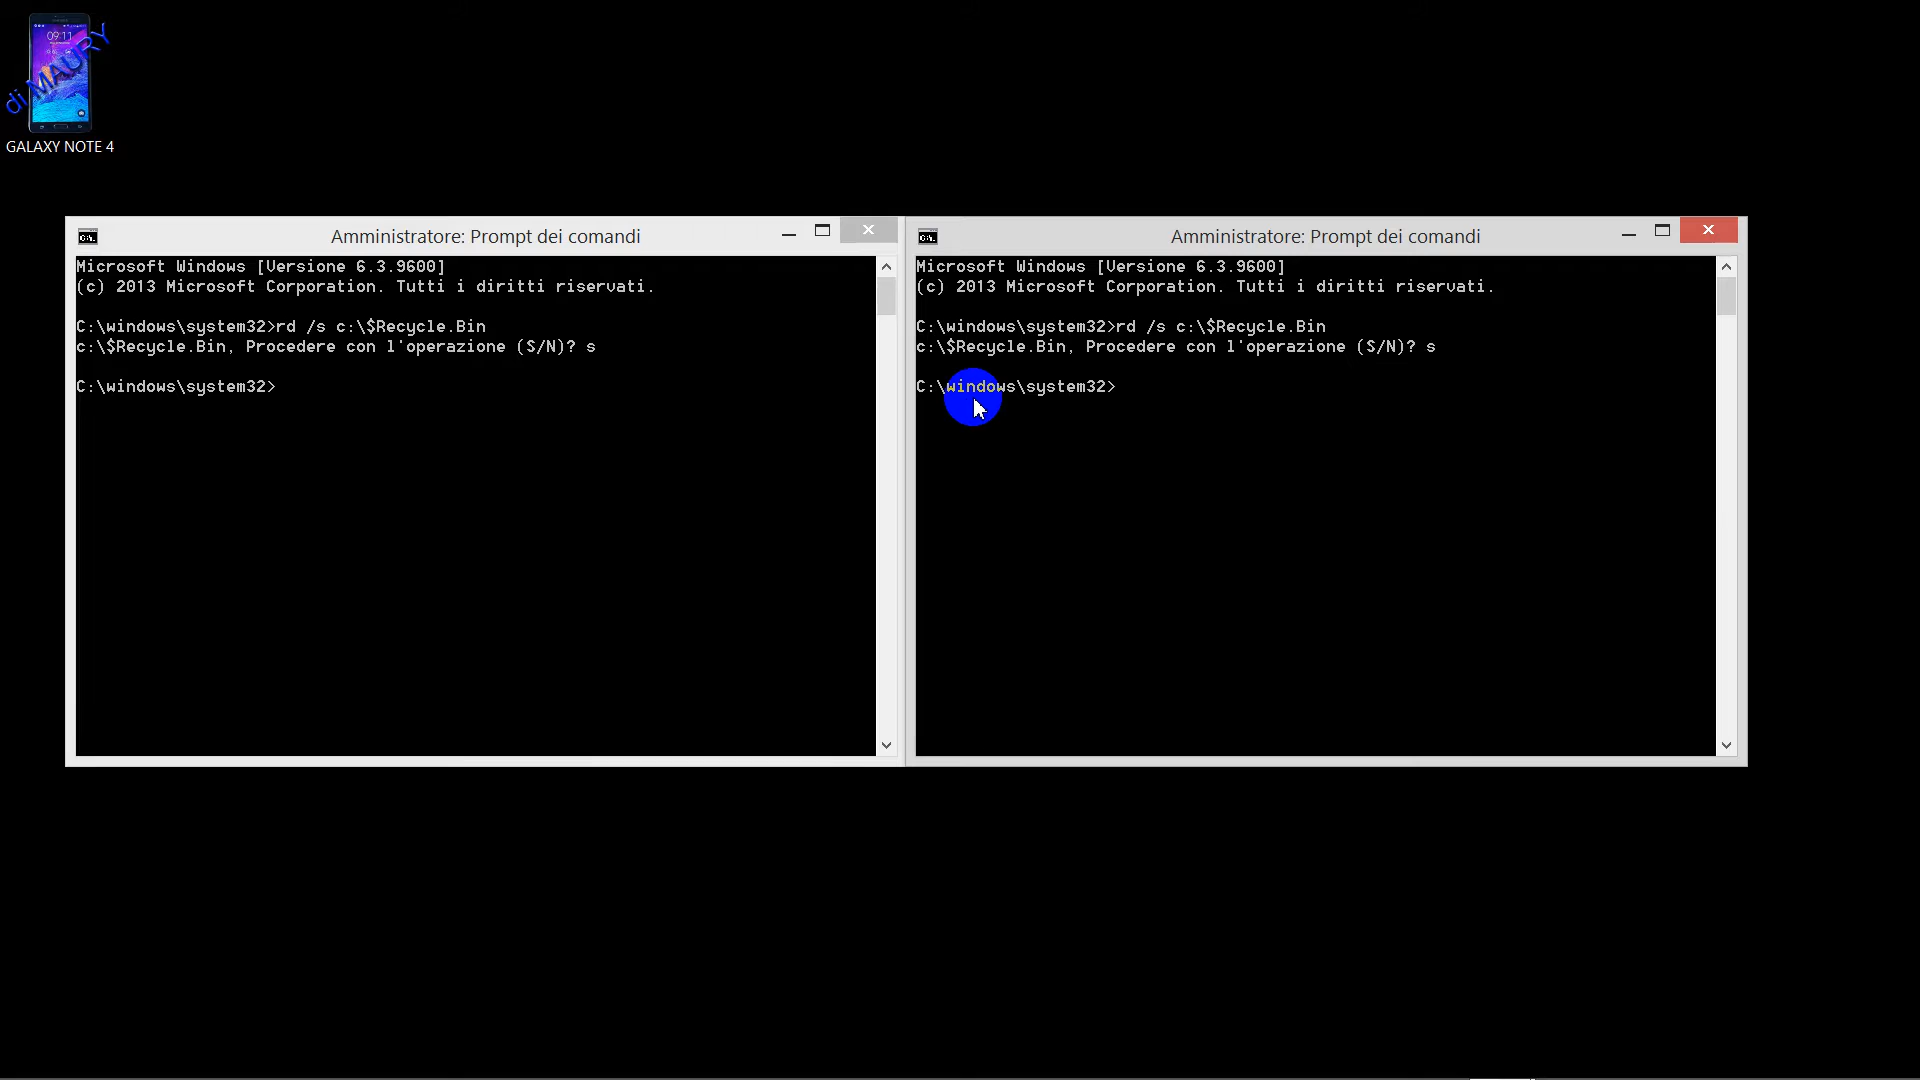 09:11
di MAURY
GALAXY NOTE 4
Amministratore: Prompt dei comandi
Microsoft Windows [Versione 6.3.9600]
(c) 2013 Microsoft Corporation. Tutti i diritti riservati.
C:\windows\system32>rd /s c:\$Recycle.Bin
c:\$Recycle.Bin, Procedere con l'operazione (S/N)? s
C:\windows\system32>
Amministratore: Prompt dei comandi
Microsoft Windows [Versione 6.3.9600]
(c) 2013 Microsoft Corporation. Tutti i diritti riservati.
C:\windows\system32>rd /s c:\$Recycle.Bin
c:\$Recycle.Bin, Procedere con l'operazione (S/N)? s
C:\windows\system32>